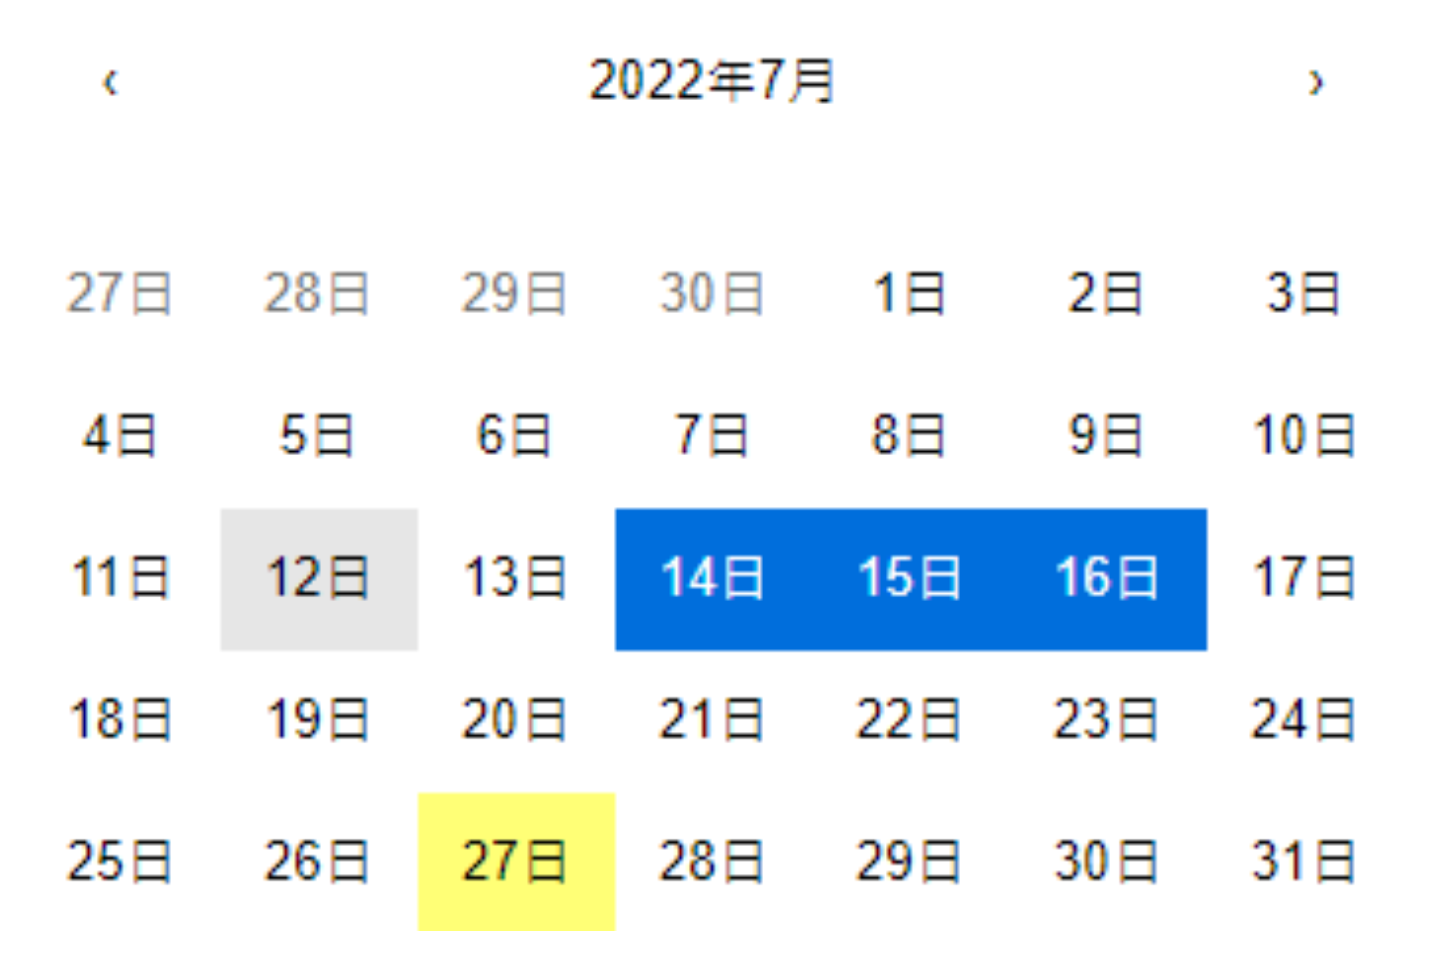 ‹ 2022年7月 ›
27日 28日 29日 30日 1日 2日 3日
4日 5日 6日 7日 8日 9日 10日
11日 12日 13日 14日 15日 16日 17日
18日 19日 20日 21日 22日 23日 24日
25日 26日 27日 28日 29日 30日 31日